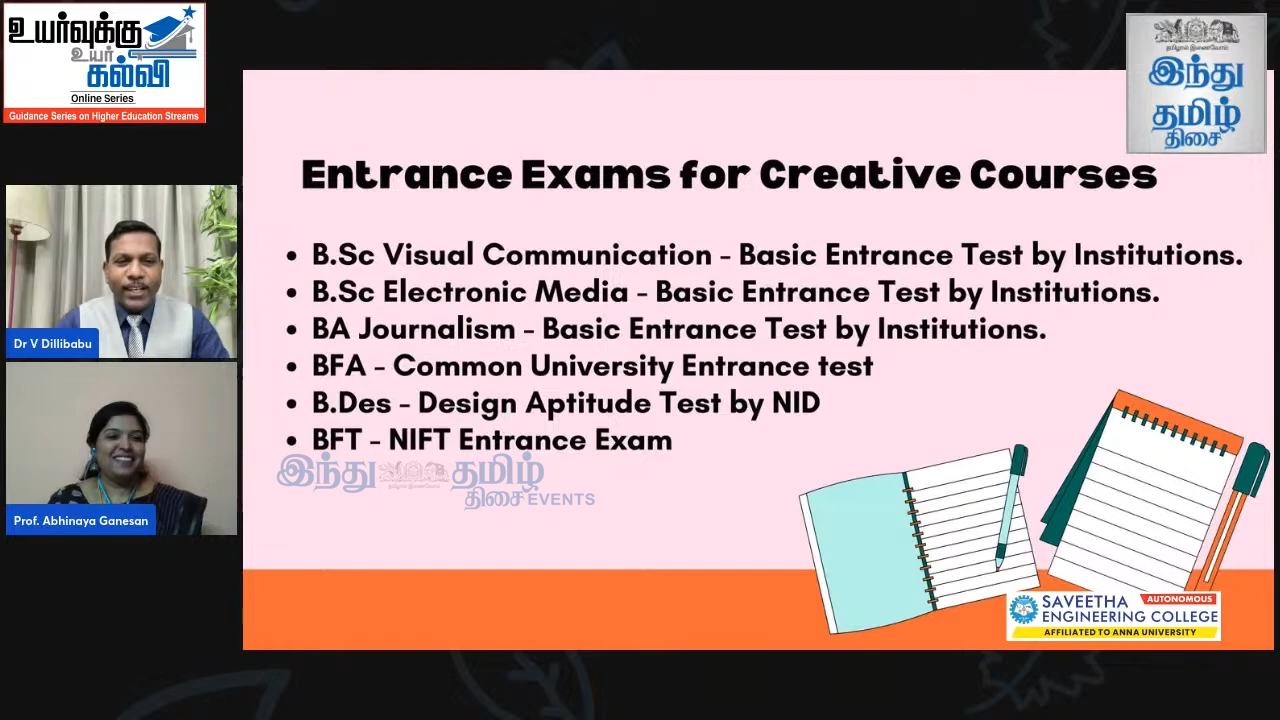 உயர்வுக்கு
உயர்
கல்வி
Online Series
Guidance Series on Higher Education Streams
இந்து
தமிழ்
திசை
Entrance Exams for Creative Courses
• B.Sc Visual Communication - Basic Entrance Test by Institutions.
• B.Sc Electronic Media - Basic Entrance Test by Institutions.
• BA Journalism - Basic Entrance Test by Institutions.
• BFA - Common University Entrance test
• B.Des - Design Aptitude Test by NID
• BFT - NIFT Entrance Exam
இந்து தமிழ்
திசை EVENTS
Dr V Dillibabu
Prof. Abhinaya Ganesan
SAVEETHA AUTONOMOUS
ENGINEERING COLLEGE
AFFILIATED TO ANNA UNIVERSITY